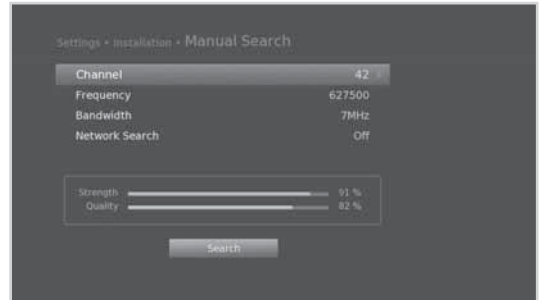 Settings • Installation • Manual Search
Channel 42
Frequency 627500
Bandwidth 7MHz
Network Search Off
Strength 91 %
Quality 82 %
Search